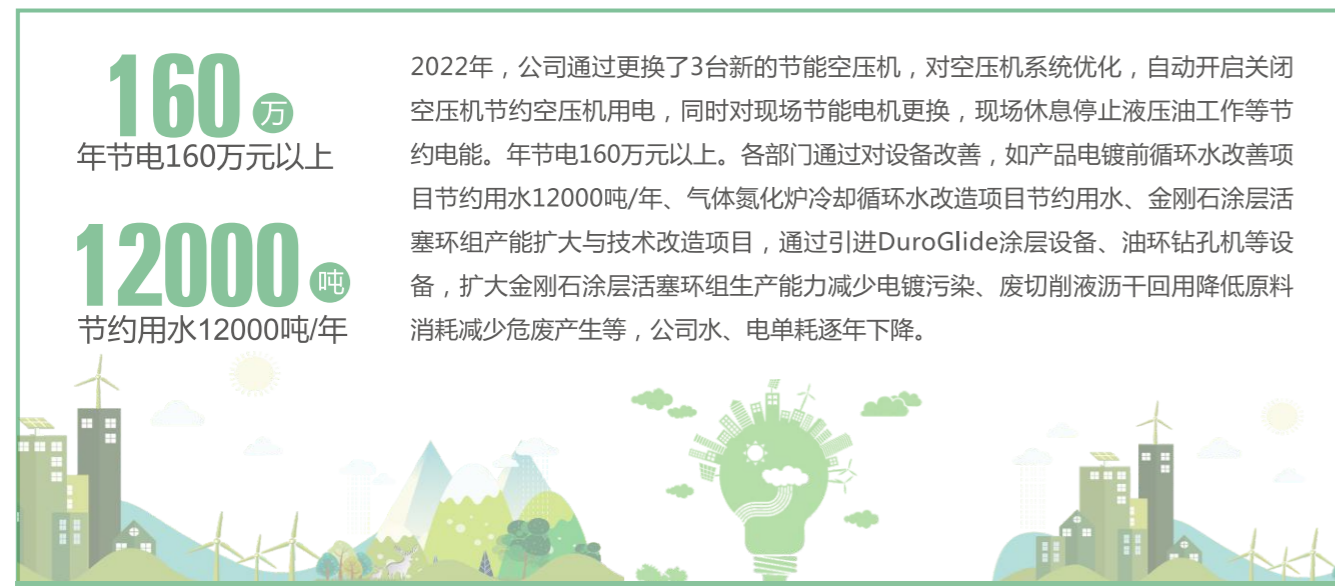 160万
年节电160万元以上
12000吨
节约用水12000吨/年
2022年，公司通过更换了3台新的节能空压机，对空压机系统优化，自动开启关闭
空压机节约空压机用电，同时对现场节能电机更换，现场休息停止液压油工作等节
约电能。年节电160万元以上。各部门通过对设备改善，如产品电镀前循环水改善项
目节约用水12000吨/年、气体氮化炉冷却循环水改造项目节约用水、金刚石涂层活
塞环组产能扩大与技术改造项目，通过引进DuroGlide涂层设备、油环钻孔机等设
备，扩大金刚石涂层活塞环组生产能力减少电镀污染、废切削液沥干回用降低原料
消耗减少危废产生等，公司水、电单耗逐年下降。